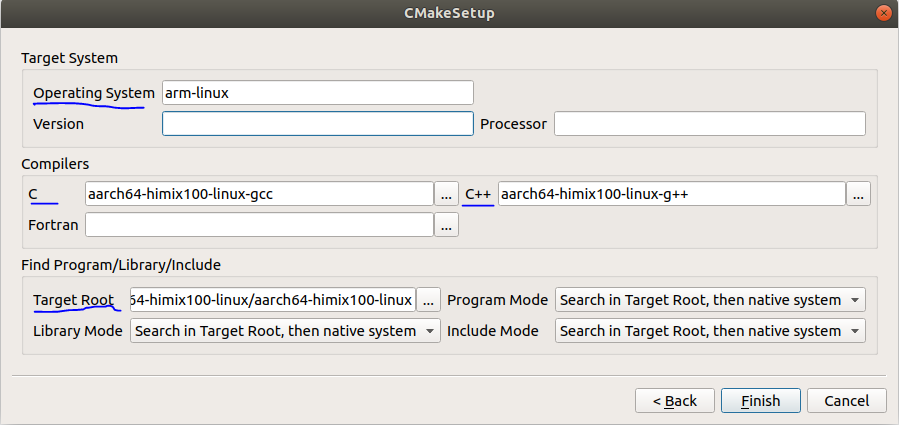 CMakeSetup
Target System
Operating System arm-linux
Version Processor
Compilers
C aarch64-himix100-linux-gcc ... C++ aarch64-himix100-linux-g++ ...
Fortran ...
Find Program/Library/Include
Target Root 64-himix100-linux/aarch64-himix100-linux ... Program Mode Search in Target Root, then native system
Library Mode Search in Target Root, then native system Include Mode Search in Target Root, then native system
< Back Finish Cancel